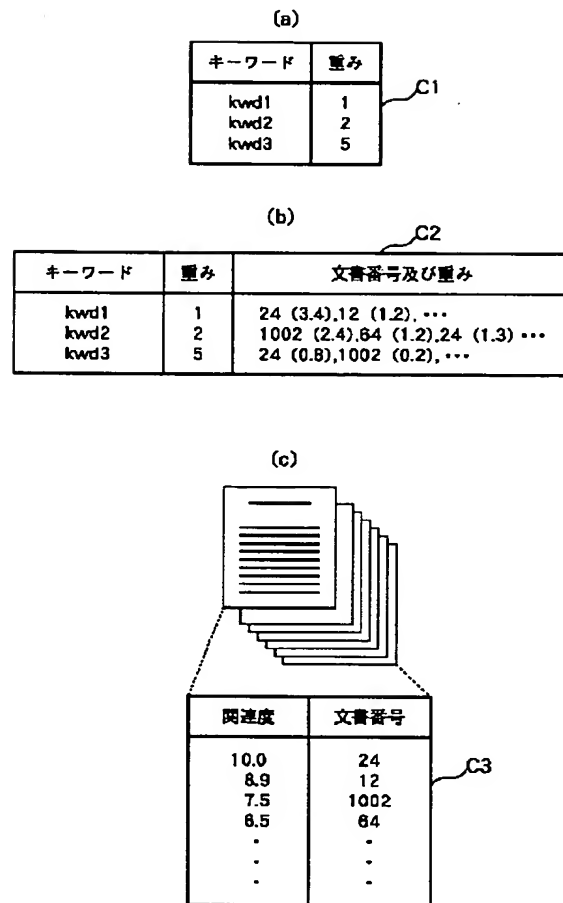 (a)
キーワード 重み
kwd1 1
kwd2 2
kwd3 5
C1
(b)
C2
キーワード 重み 文書番号及び重み
kwd1 1 24 (3.4),12 (1.2),・・・
kwd2 2 1002 (2.4),64 (1.2),24 (1.3) ・・・
kwd3 5 24 (0.8),1002 (0.2),・・・
(c)
関連度 文書番号
10.0 24
8.9 12
7.5 1002
6.5 64
・ ・
・ ・
・ ・
C3